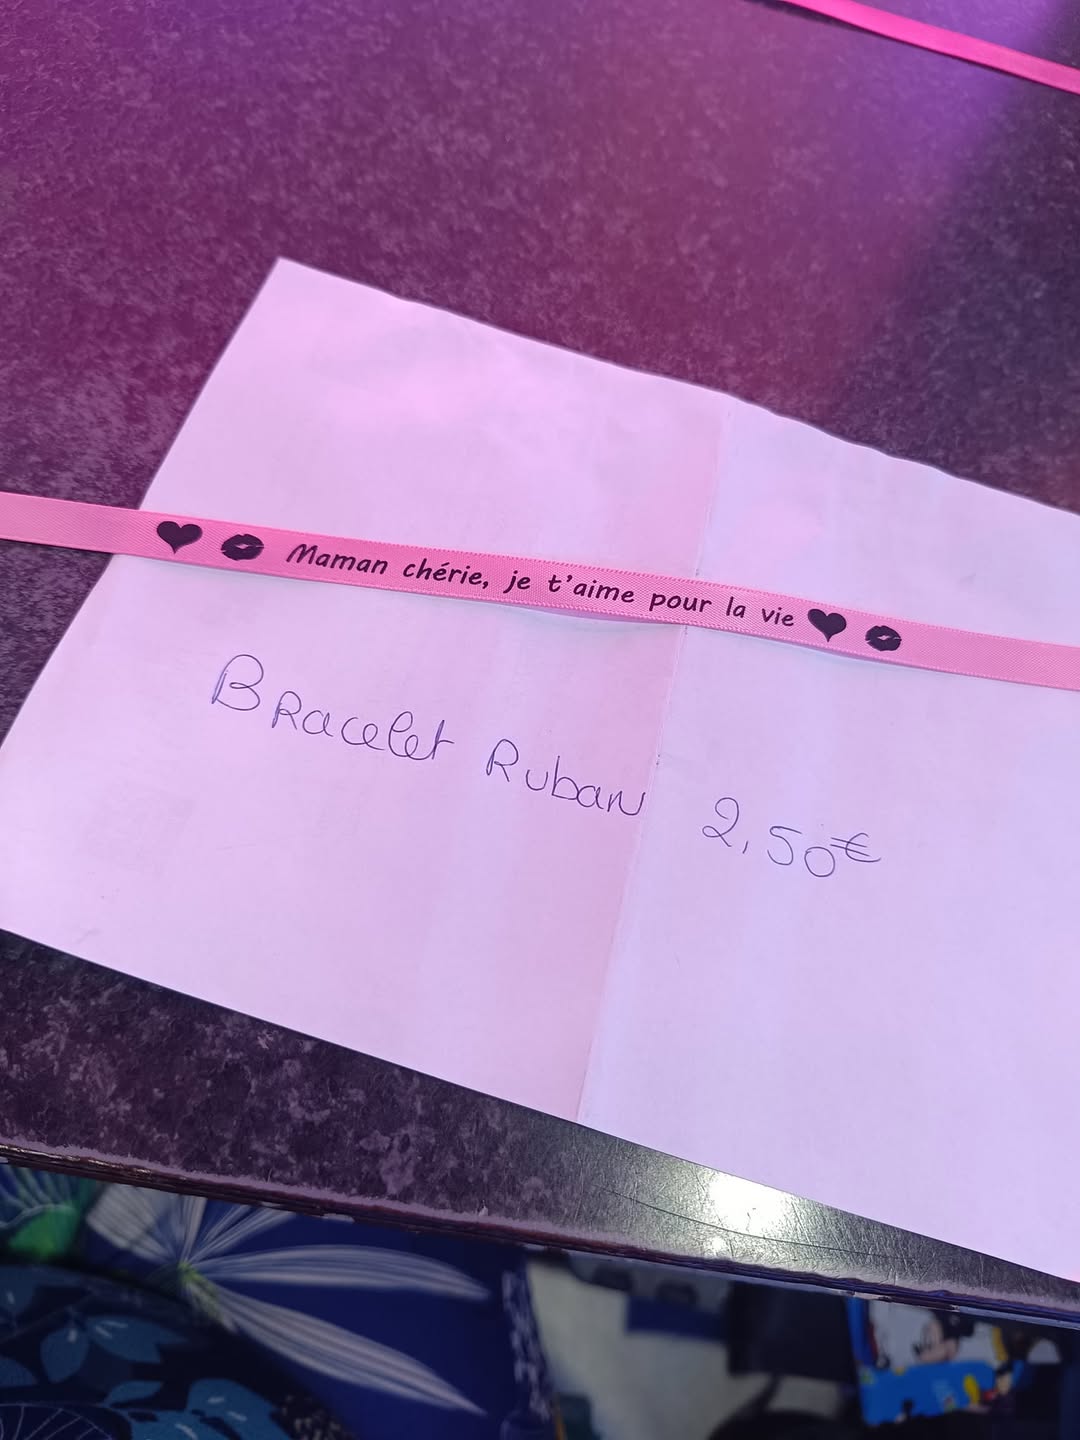 Maman chérie, je t'aime pour la vie
Bracelet Ruban 2,50€